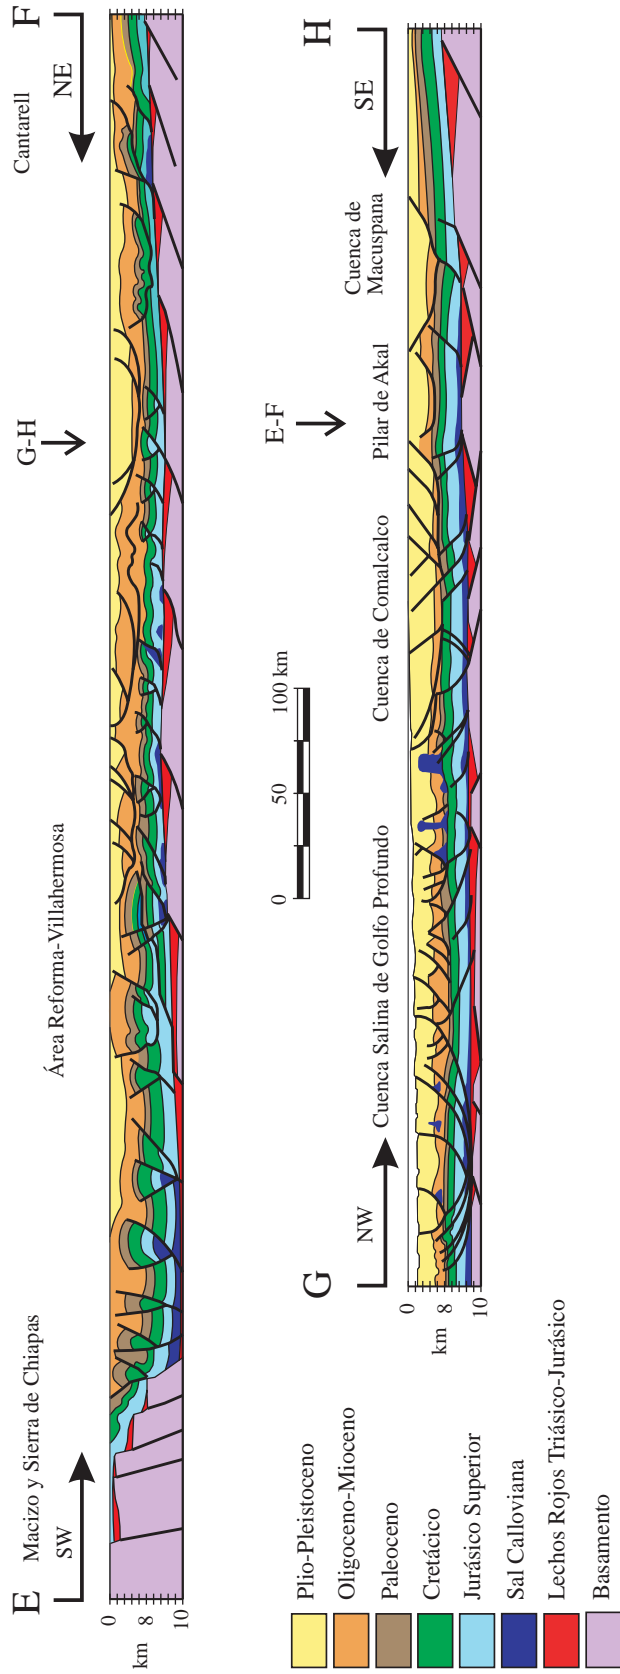 E
F
Macizo y Sierra de Chiapas
Área Reforma-Villahermosa
G-H
Cantarell
SW
NE
0
km 8
10
0 50 100 km
G
H
Cuenca Salina de Golfo Profundo
Cuenca de Comalcalco
E-F
Pilar de Akal
Cuenca de
Macuspana
NW
SE
0
km 8
10
Plio-Pleistoceno
Oligoceno-Mioceno
Paleoceno
Cretácico
Jurásico Superior
Sal Calloviana
Lechos Rojos Triásico-Jurásico
Basamento